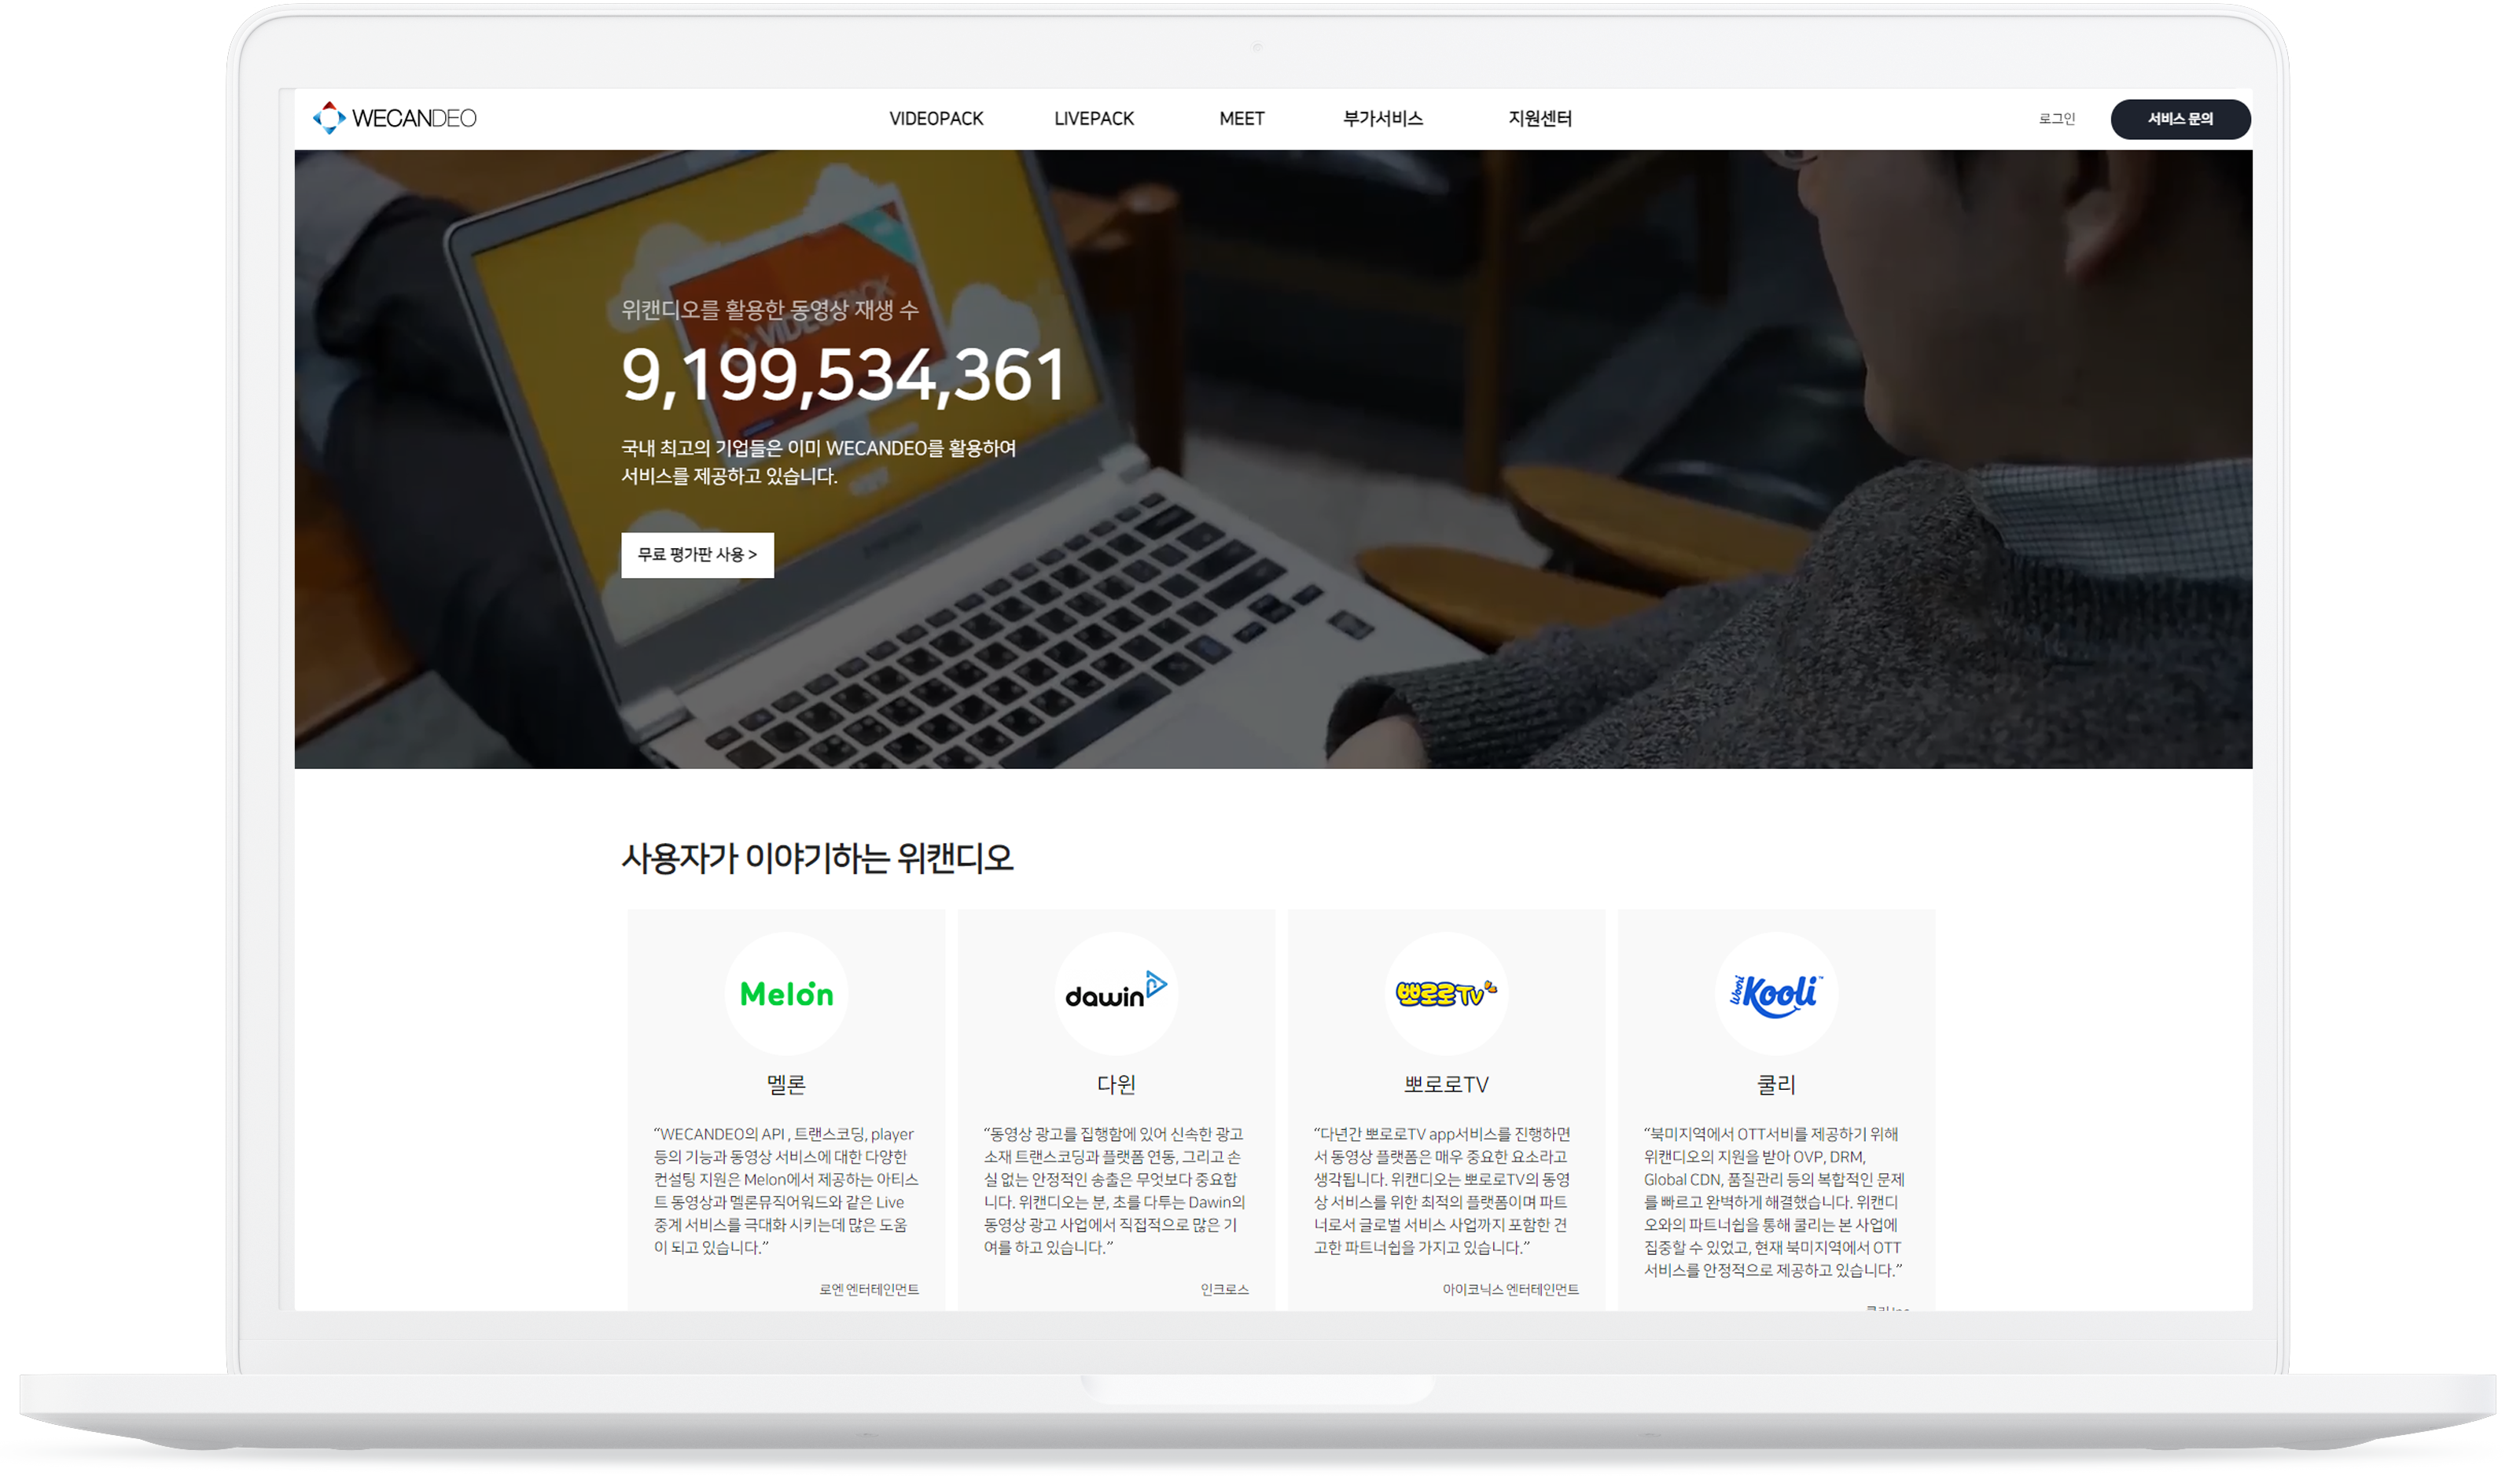 WECANDEO
VIDEOPACK
LIVEPACK
MEET
부가서비스
지원센터
로그인
서비스 문의
위캔디오를 활용한 동영상 재생 수
VIDEOPACK
9,199,534,361
국내 최고의 기업들은 이미 WECANDEO를 활용하여
서비스를 제공하고 있습니다.
무료 평가판 사용 >
사용자가 이야기하는 위캔디오
Melon
멜론
“WECANDEO의 API , 트랜스코딩, player
등의 기능과 동영상 서비스에 대한 다양한
컨설팅 지원은 Melon에서 제공하는 아티스
트 동영상과 멜론뮤직어워드와 같은 Live
중계 서비스를 극대화 시키는데 많은 도움
이 되고 있습니다.”
로엔 엔터테인먼트
dawin
다윈
“동영상 광고를 집행함에 있어 신속한 광고
소재 트랜스코딩과 플랫폼 연동, 그리고 손
실 없는 안정적인 송출은 무엇보다 중요합
니다. 위캔디오는 분, 초를 다투는 Dawin의
동영상 광고 사업에서 직접적으로 많은 기
여를 하고 있습니다.”
인크로스
뽀로로TV
뽀로로TV
“다년간 뽀로로TV app서비스를 진행하면
서 동영상 플랫폼은 매우 중요한 요소라고
생각됩니다. 위캔디오는 뽀로로TV의 동영
상 서비스를 위한 최적의 플랫폼이며 파트
너로서 글로벌 서비스 사업까지 포함한 견
고한 파트너쉽을 가지고 있습니다.”
아이코닉스 엔터테인먼트
Woori Kooli™
쿨리
“북미지역에서 OTT서비를 제공하기 위해
위캔디오의 지원을 받아 OVP, DRM,
Global CDN, 품질관리 등의 복합적인 문제
를 빠르고 완벽하게 해결했습니다. 위캔디
오와의 파트너쉽을 통해 쿨리는 본 사업에
집중할 수 있었고, 현재 북미지역에서 OTT
서비스를 안정적으로 제공하고 있습니다.”